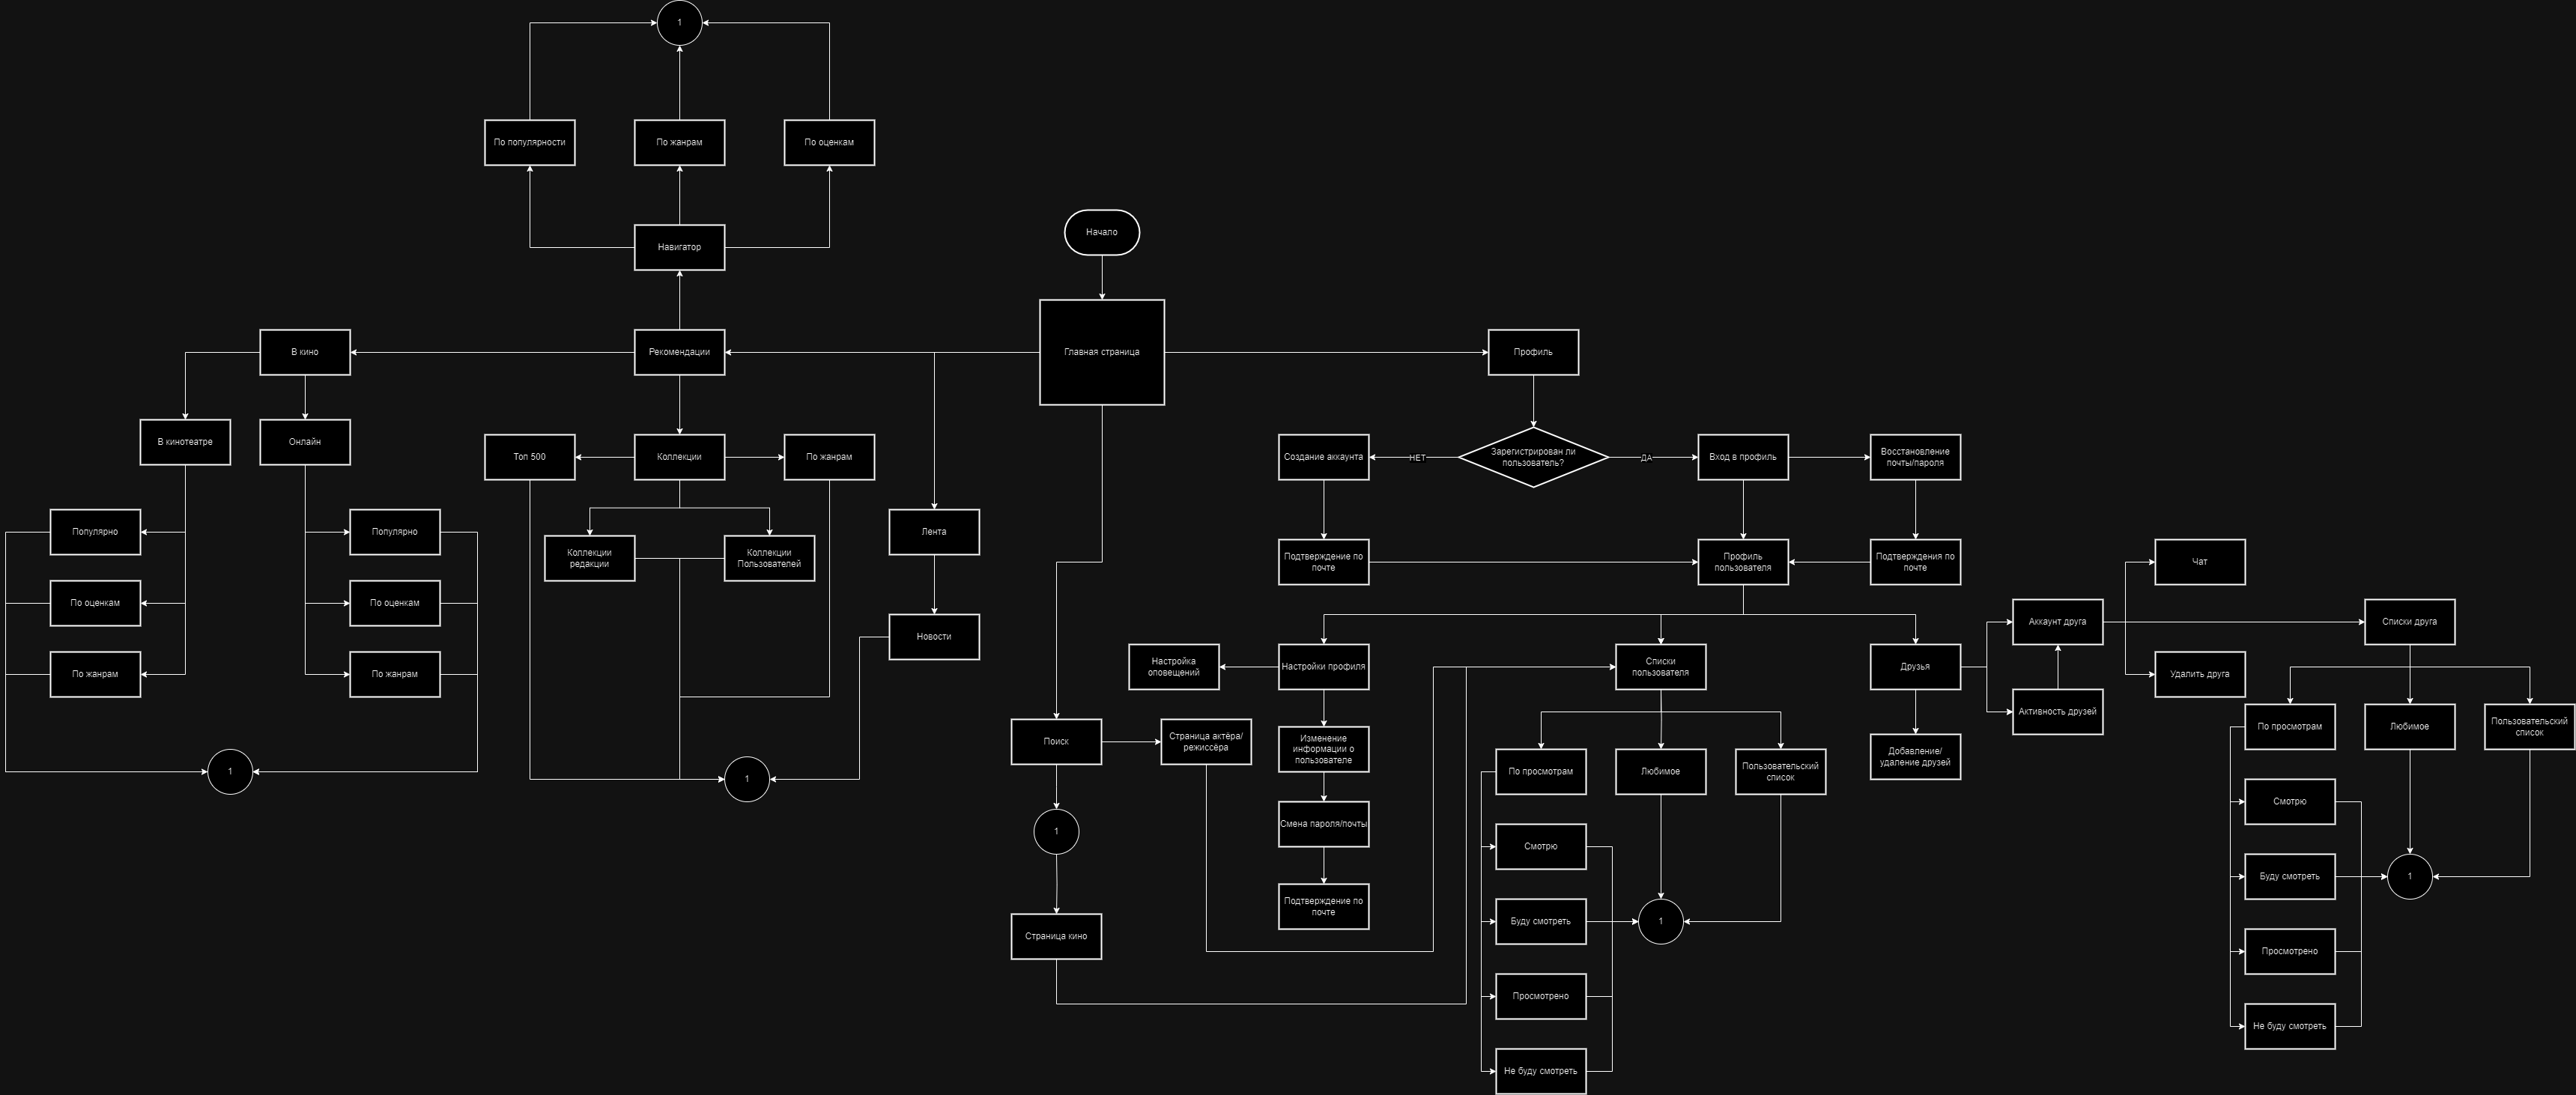 1
По популярности
По жанрам
По оценкам
Навигатор
Начало
В кино
Рекомендации
Главная страница
Профиль
В кинотеатре
Онлайн
Топ 500
Коллекции
По жанрам
Создание аккаунта
НЕТ
Зарегистрирован ли
пользователь?
ДА
Вход в профиль
Восстановление
почты/пароля
Популярно
Популярно
Коллекции
редакции
Коллекции
Пользователей
Лента
Подтверждение по
почте
Профиль
пользователя
Подтверждения по
почте
Чат
По оценкам
По оценкам
Новости
Аккаунт друга
Списки друга
По жанрам
По жанрам
Настройка
оповещений
Настройки профиля
Списки
пользователя
Друзья
Удалить друга
Активность друзей
По просмотрам
Любимое
Пользовательский
список
Поиск
Страница актёра/
режиссёра
Изменение
информации о
пользователе
Добавление/
удаление друзей
1
1
По просмотрам
Любимое
Пользовательский
список
Смотрю
1
Смена пароля/почты
Смотрю
Буду смотреть
1
Подтверждение по
почте
Буду смотреть
1
Страница кино
Просмотрено
Просмотрено
Не буду смотреть
Не буду смотреть